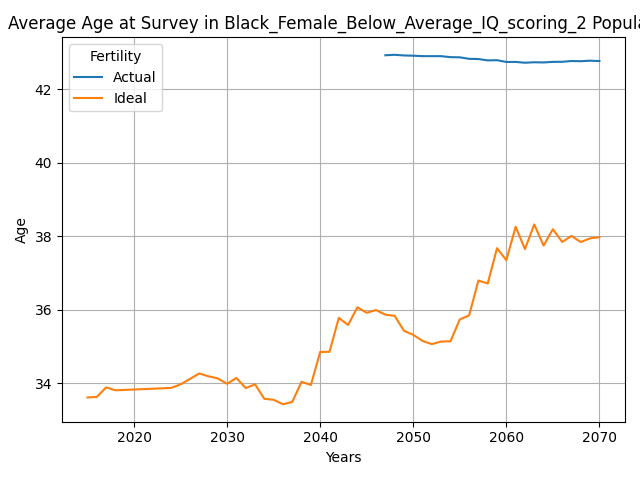 Average Age at Survey in Black_Female_Below_Average_IQ_scoring_2 Popula
Fertility
Actual
Ideal
42
40
38
36
34
Age
2020 2030 2040 2050 2060 2070
Years